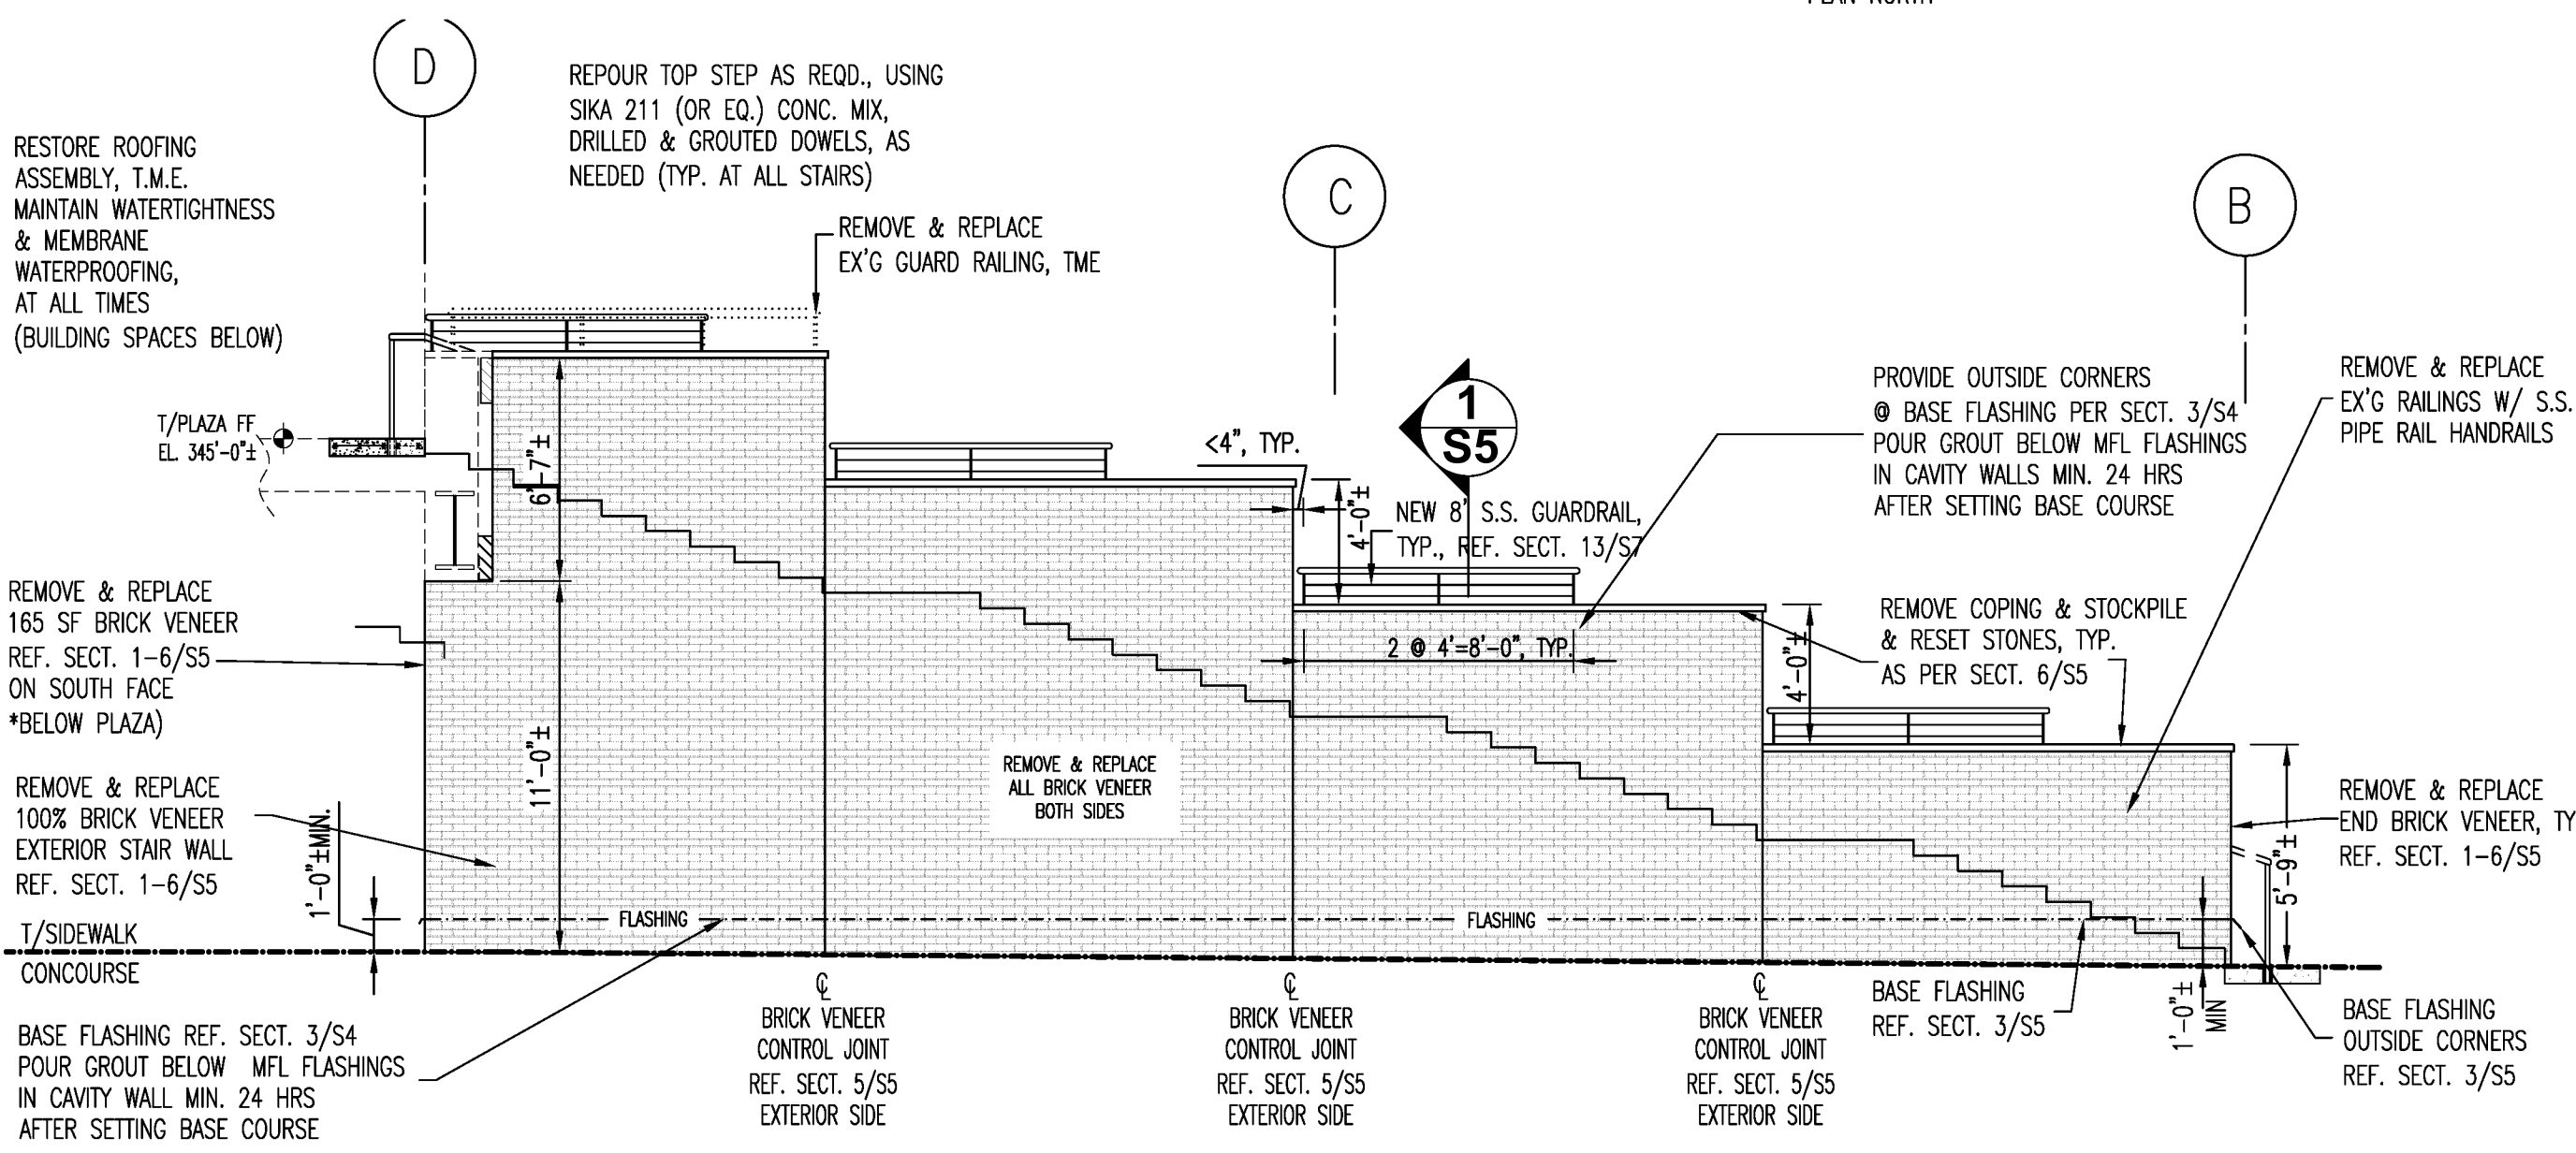 D
REPOUR TOP STEP AS REQD., USING
SIKA 211 (OR EQ.) CONC. MIX,
DRILLED & GROUTED DOWELS, AS
NEEDED (TYP. AT ALL STAIRS)
RESTORE ROOFING
ASSEMBLY, T.M.E.
MAINTAIN WATERTIGHTNESS
& MEMBRANE
WATERPROOFING,
AT ALL TIMES
(BUILDING SPACES BELOW)
REMOVE & REPLACE
EX'G GUARD RAILING, TME
C
B
T/PLAZA FF
EL. 345'-0"±
6'-7"±
<4", TYP.
1
S5
4'-0"±
NEW 8' S.S. GUARDRAIL,
TYP., REF. SECT. 13/S7
2 @ 4'=8'-0", TYP.
PROVIDE OUTSIDE CORNERS
@ BASE FLASHING PER SECT. 3/S4
POUR GROUT BELOW MFL FLASHINGS
IN CAVITY WALLS MIN. 24 HRS
AFTER SETTING BASE COURSE
REMOVE & REPLACE
EX'G RAILINGS W/ S.S.
PIPE RAIL HANDRAILS
REMOVE COPING & STOCKPILE
& RESET STONES, TYP.
AS PER SECT. 6/S5
4'-0"±
REMOVE & REPLACE
165 SF BRICK VENEER
REF. SECT. 1-6/S5
ON SOUTH FACE
*BELOW PLAZA)
REMOVE & REPLACE
100% BRICK VENEER
EXTERIOR STAIR WALL
REF. SECT. 1-6/S5
1'-0"±MIN.
11'-0"±
REMOVE & REPLACE
ALL BRICK VENEER
BOTH SIDES
REMOVE & REPLACE
END BRICK VENEER, TY
REF. SECT. 1-6/S5
5'-9"±
FLASHING
FLASHING
T/SIDEWALK
CONCOURSE
BASE FLASHING REF. SECT. 3/S4
POUR GROUT BELOW MFL FLASHINGS
IN CAVITY WALL MIN. 24 HRS
AFTER SETTING BASE COURSE
℄
BRICK VENEER
CONTROL JOINT
REF. SECT. 5/S5
EXTERIOR SIDE
℄
BRICK VENEER
CONTROL JOINT
REF. SECT. 5/S5
EXTERIOR SIDE
℄
BRICK VENEER
CONTROL JOINT
REF. SECT. 5/S5
EXTERIOR SIDE
BASE FLASHING
REF. SECT. 3/S5
1'-0"±
MIN
BASE FLASHING
OUTSIDE CORNERS
REF. SECT. 3/S5